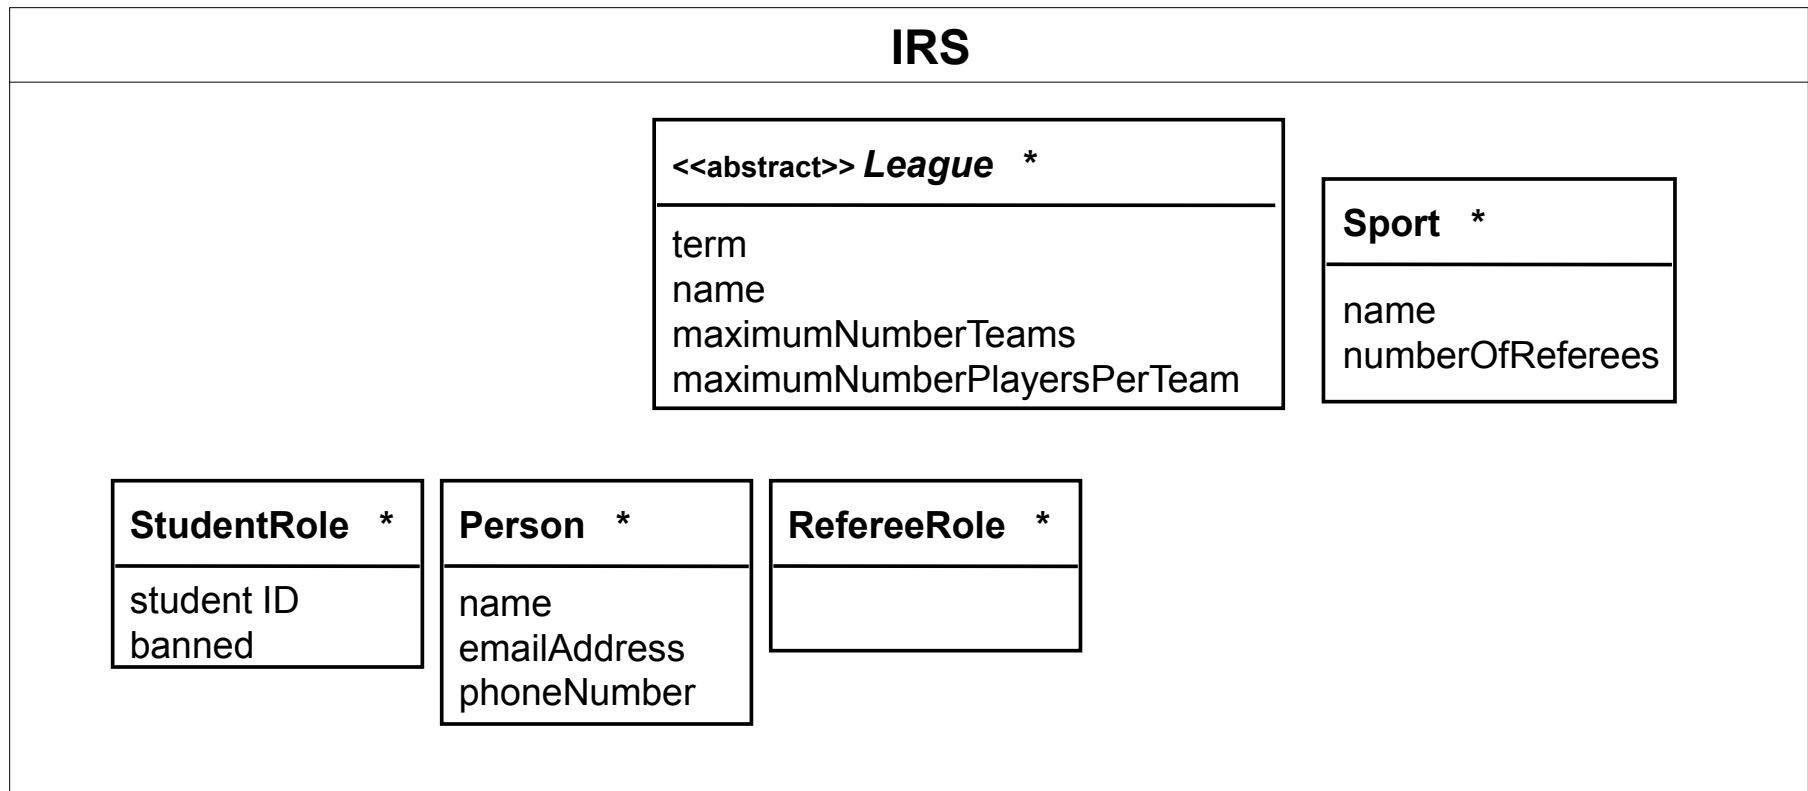 IRS
<<abstract>> League *
term
name
maximumNumberTeams
maximumNumberPlayersPerTeam
Sport *
name
numberOfReferees
StudentRole *
student ID
banned
Person *
name
emailAddress
phoneNumber
RefereeRole *